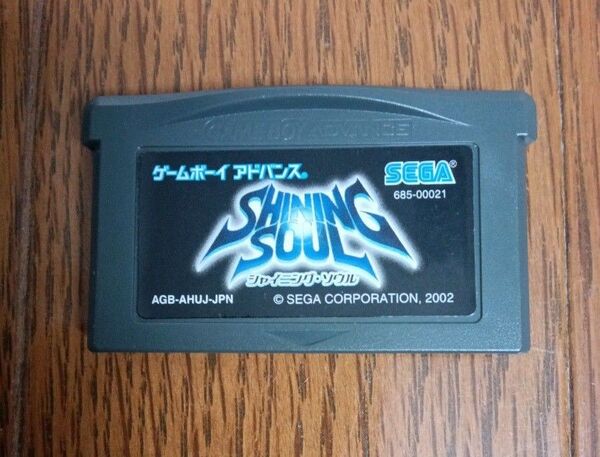 GAME BOY ADVANCE
ゲームボーイ アドバンス®
SEGA®
685-00021
SHINING
SOUL
シャイニング・ソウル
AGB-AHUJ-JPN
© SEGA CORPORATION, 2002